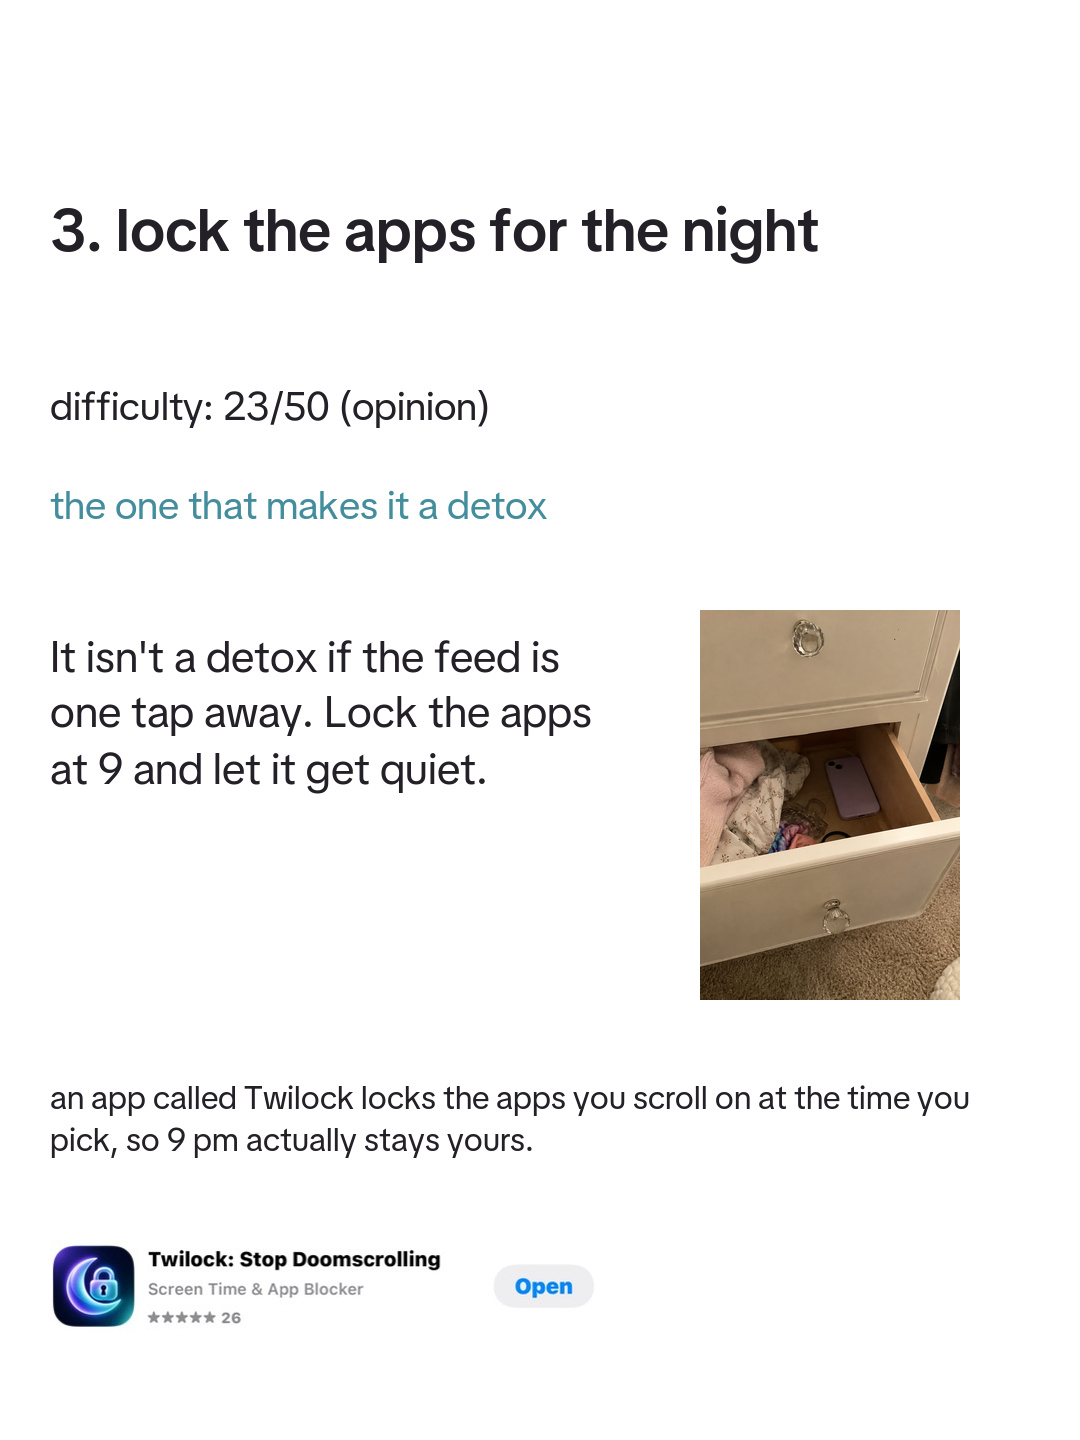 3. lock the apps for the night
difficulty: 23/50 (opinion)
the one that makes it a detox
It isn't a detox if the feed is
one tap away. Lock the apps
at 9 and let it get quiet.
an app called Twilock locks the apps you scroll on at the time you
pick, so 9 pm actually stays yours.
Twilock: Stop Doomscrolling
Screen Time & App Blocker
★★★★★ 26
Open